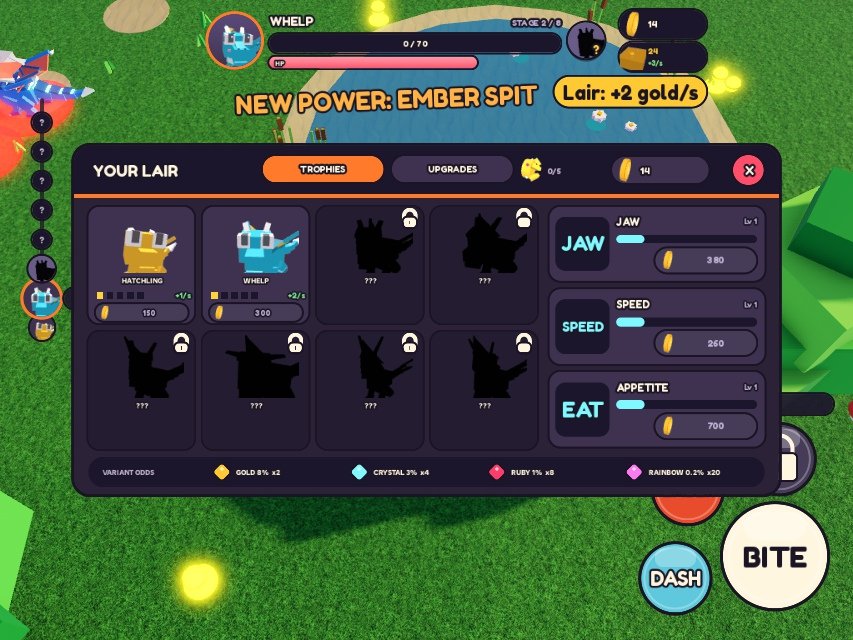 WHELP
STAGE 2 / 8
0 / 70
HP
?
14
24
+3/s
NEW POWER: EMBER SPIT
Lair: +2 gold/s
?
?
?
?
?
YOUR LAIR
TROPHIES
UPGRADES
0/5
14
X
HATCHLING
+1/s
150
WHELP
+2/s
300
???
???
???
???
???
???
JAW
JAW
Lv 1
380
SPEED
SPEED
Lv 1
260
EAT
APPETITE
Lv 1
700
VARIANT ODDS
GOLD 8% x2
CRYSTAL 3% x4
RUBY 1% x8
RAINBOW 0.2% x20
DASH
BITE